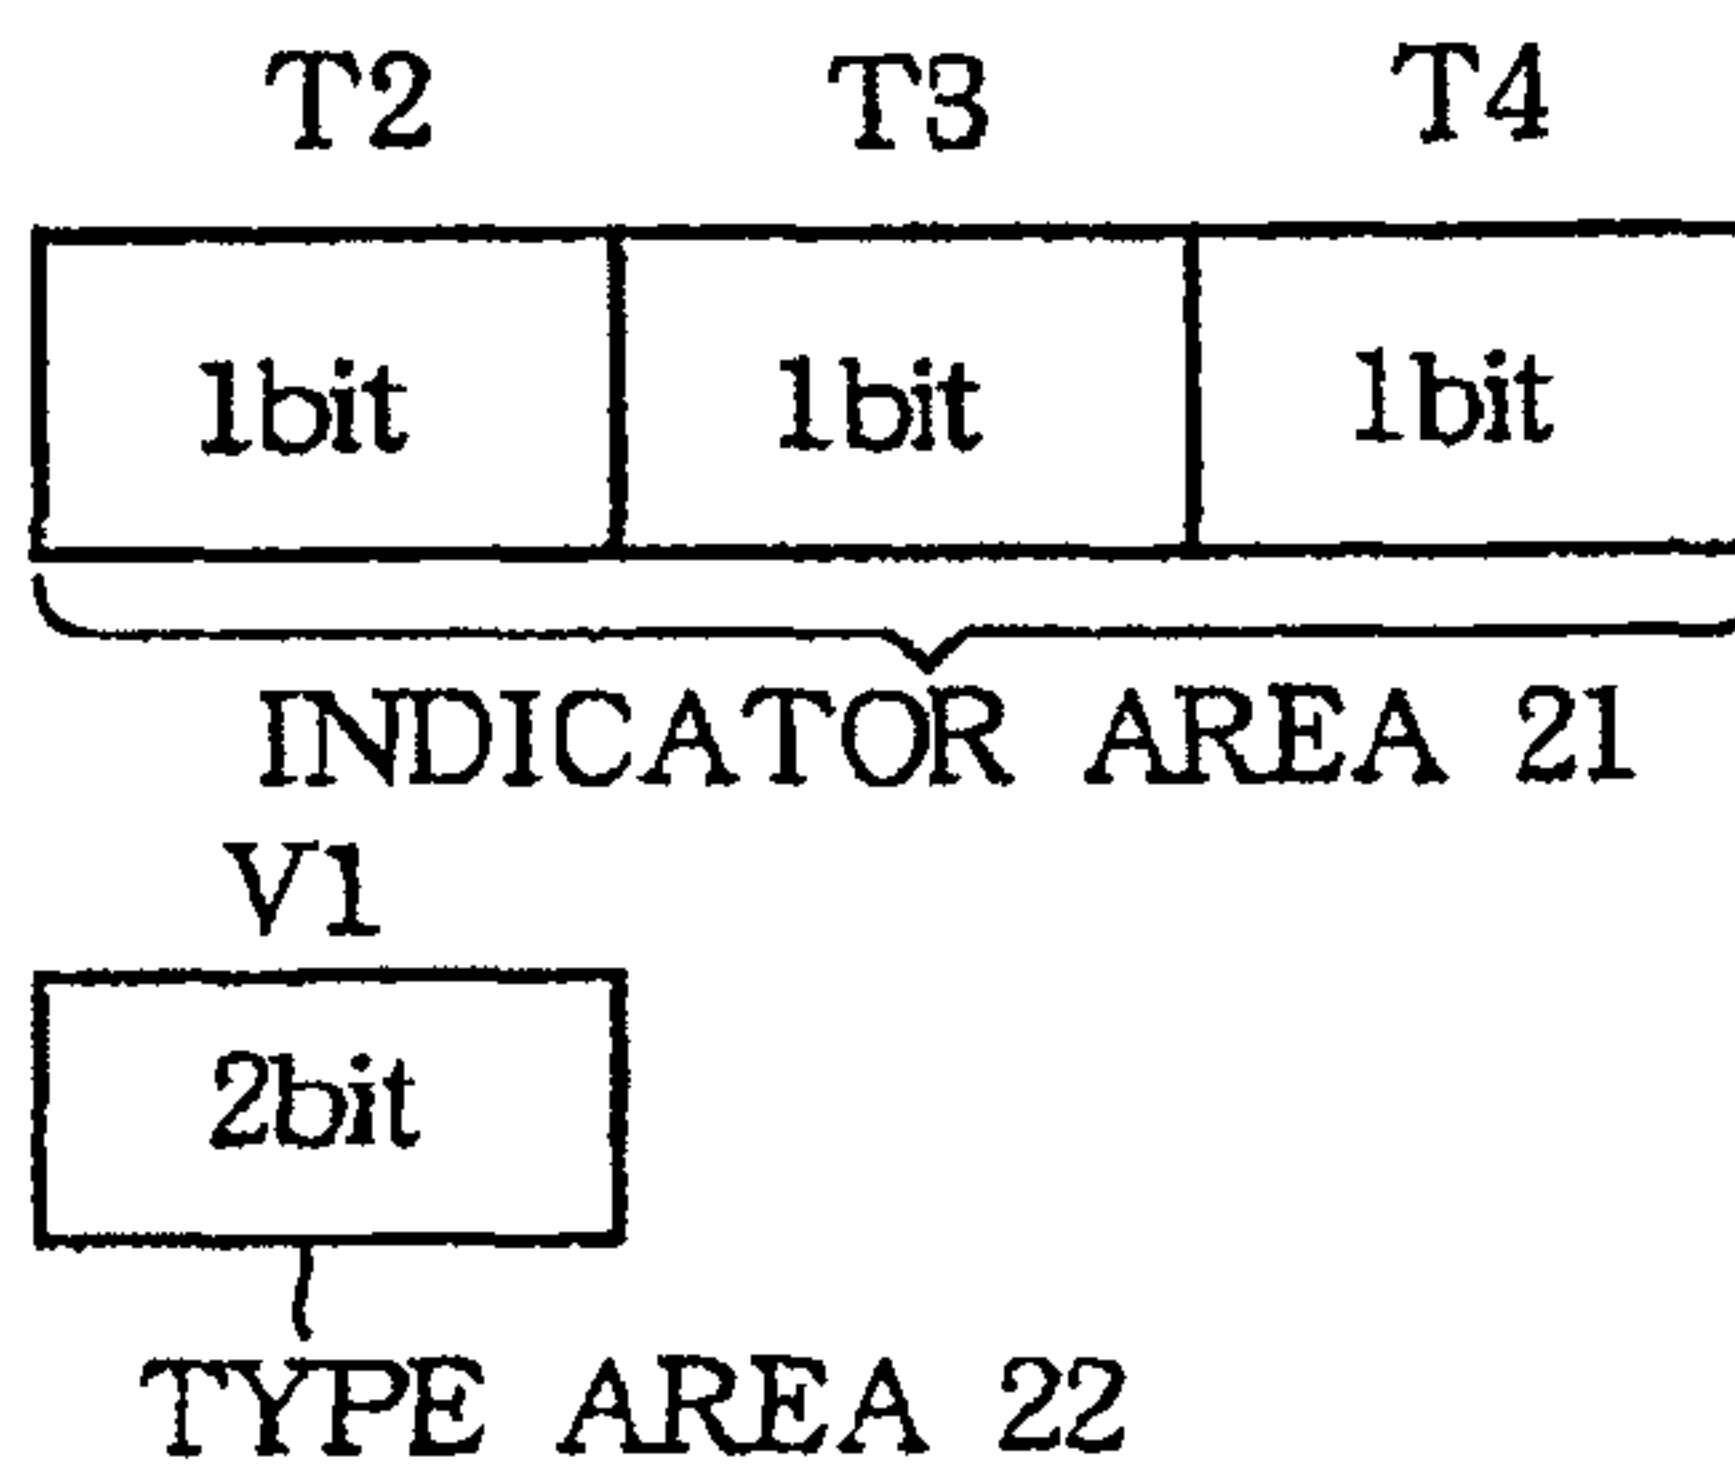 T2 T3 T4
1bit 1bit 1bit
INDICATOR AREA 21
V1
2bit
TYPE AREA 22